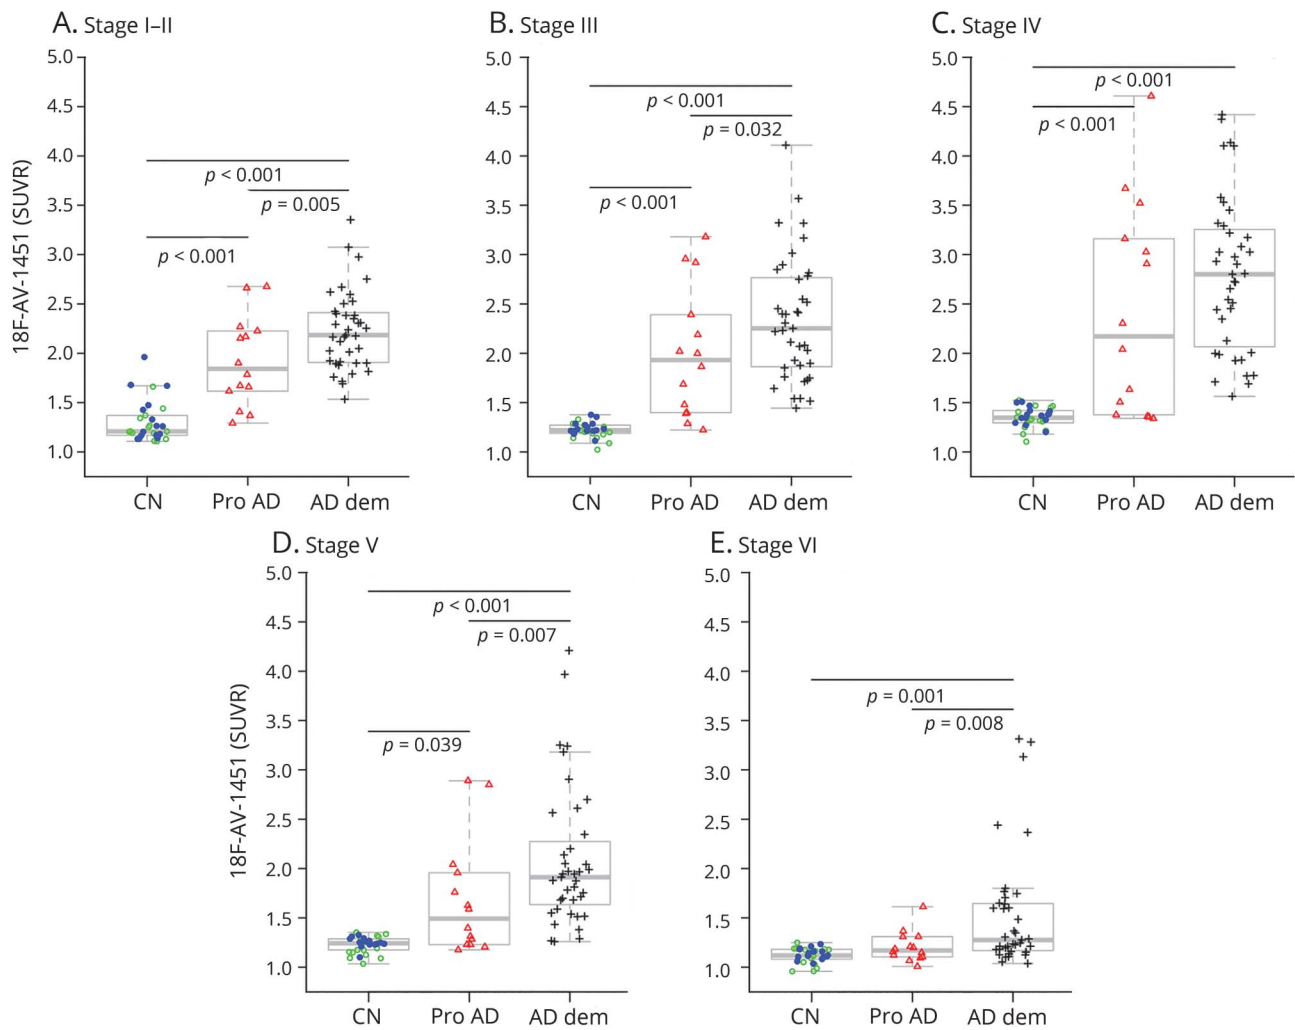 A. Stage I–II
5.0
4.5
4.0
3.5
3.0
2.5
2.0
1.5
1.0
18F-AV-1451 (SUVR)
p < 0.001
p = 0.005
p < 0.001
CN Pro AD AD dem
B. Stage III
5.0
4.5
4.0
3.5
3.0
2.5
2.0
1.5
1.0
p < 0.001
p = 0.032
p < 0.001
CN Pro AD AD dem
C. Stage IV
5.0
4.5
4.0
3.5
3.0
2.5
2.0
1.5
1.0
p < 0.001
p < 0.001
CN Pro AD AD dem
D. Stage V
5.0
4.5
4.0
3.5
3.0
2.5
2.0
1.5
1.0
18F-AV-1451 (SUVR)
p < 0.001
p = 0.007
p = 0.039
CN Pro AD AD dem
E. Stage VI
5.0
4.5
4.0
3.5
3.0
2.5
2.0
1.5
1.0
p = 0.001
p = 0.008
CN Pro AD AD dem